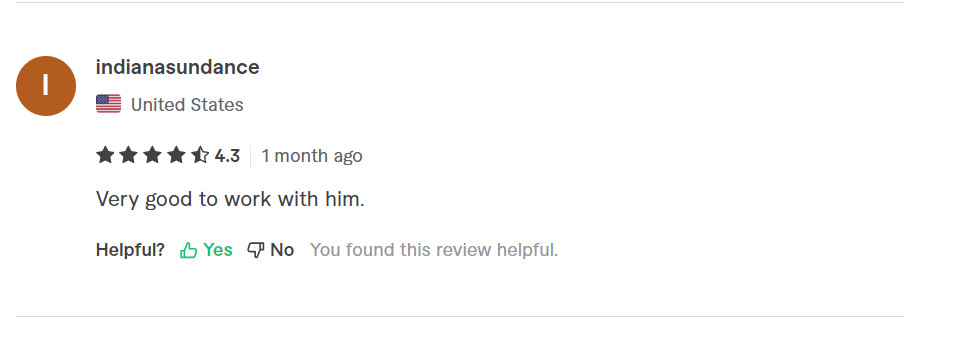 I
indianasundance
United States
4.3 1 month ago
Very good to work with him.
Helpful? Yes No You found this review helpful.